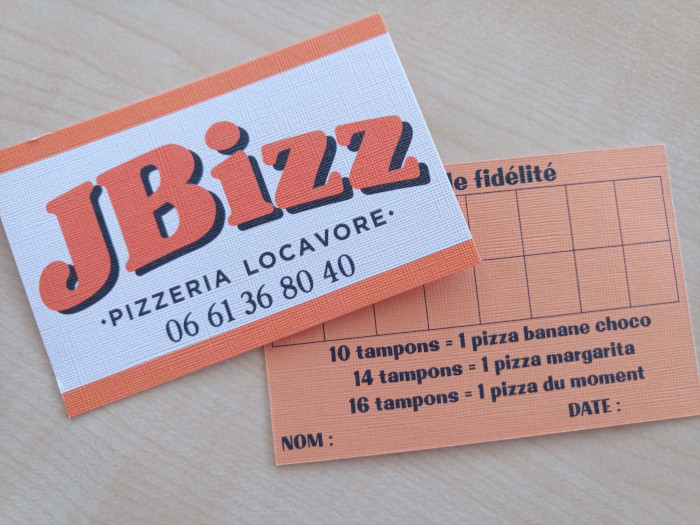 JBizz
·PIZZERIA LOCAVORE·
06 61 36 80 40
de fidélité
10 tampons = 1 pizza banane choco
14 tampons = 1 pizza margarita
16 tampons = 1 pizza du moment
DATE :
NOM :